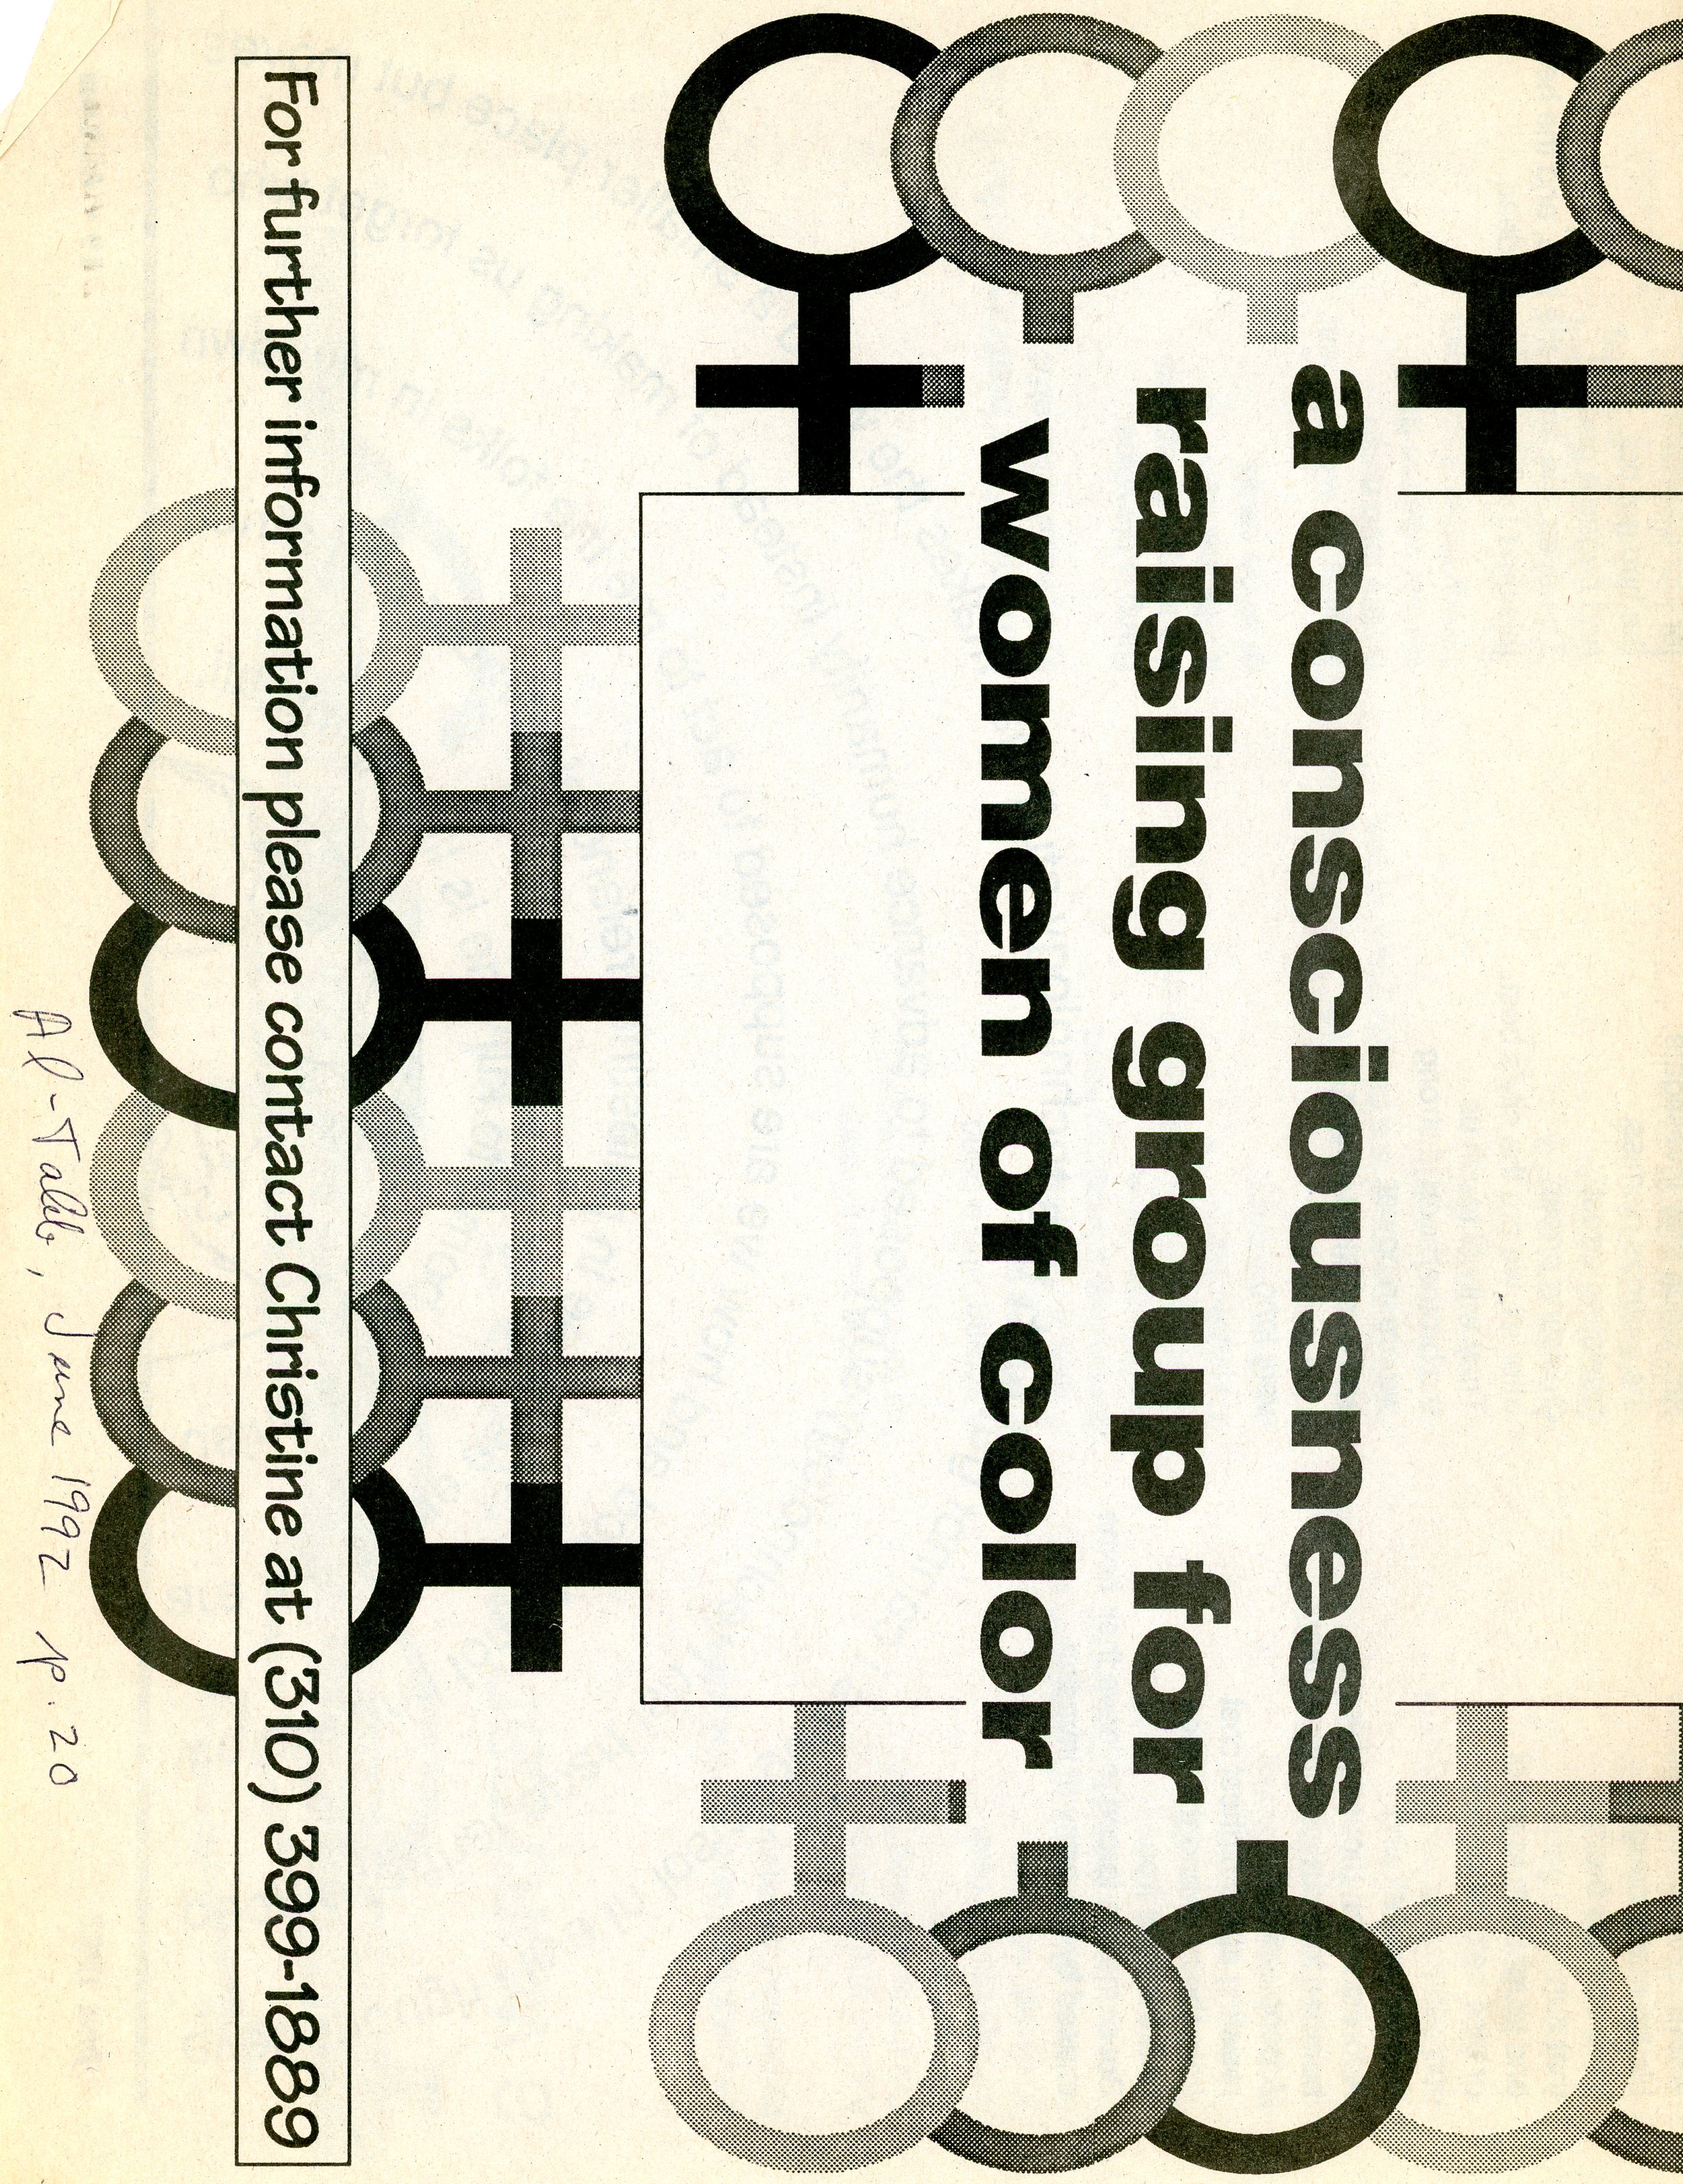 a consciousness
raising group for
women of color
For further information please contact Christine at (310) 399-1889
Al-Talib, June 1992 p. 20